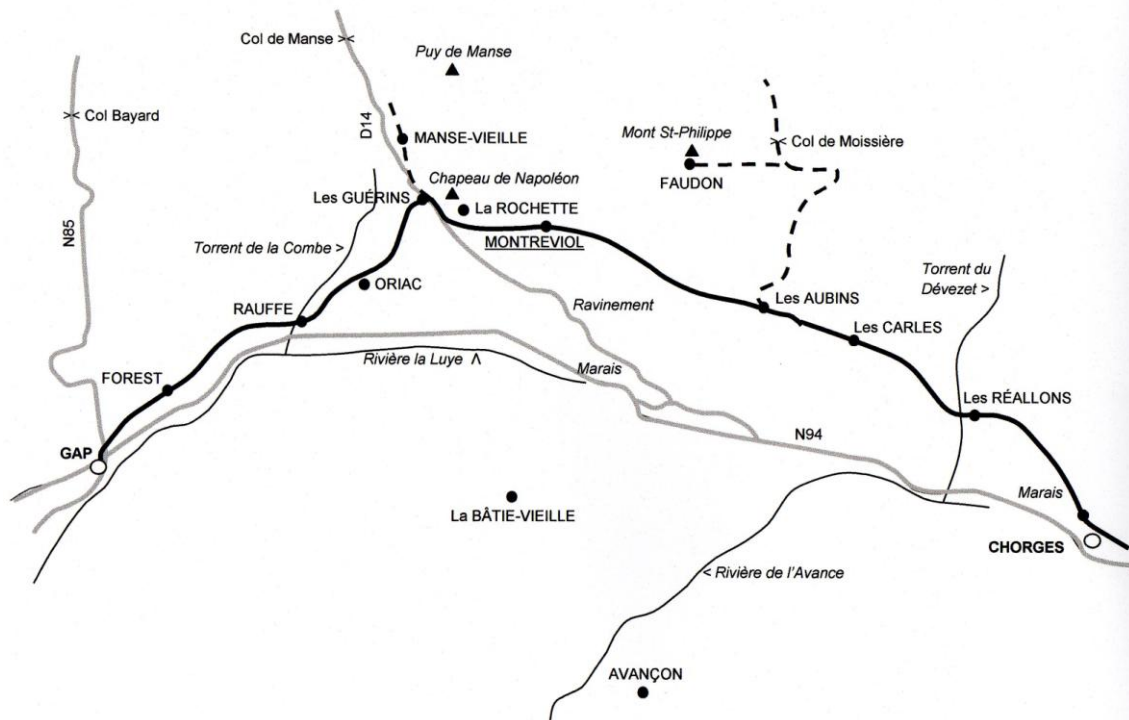 Col de Manse ><
Puy de Manse
>< Col Bayard
D14
MANSE-VIEILLE
Mont St-Philippe
>< Col de Moissière
FAUDON
Chapeau de Napoléon
Les GUÉRINS
La ROCHETTE
N85
MONTREVIOL
Torrent de la Combe >
Torrent du
Dévezet >
ORIAC
Ravinement
Les AUBINS
RAUFFE
Les CARLES
Rivière la Luye ᐱ
Marais
FOREST
Les RÉALLONS
N94
GAP
Marais
La BÂTIE-VIEILLE
CHORGES
< Rivière de l'Avance
AVANÇON